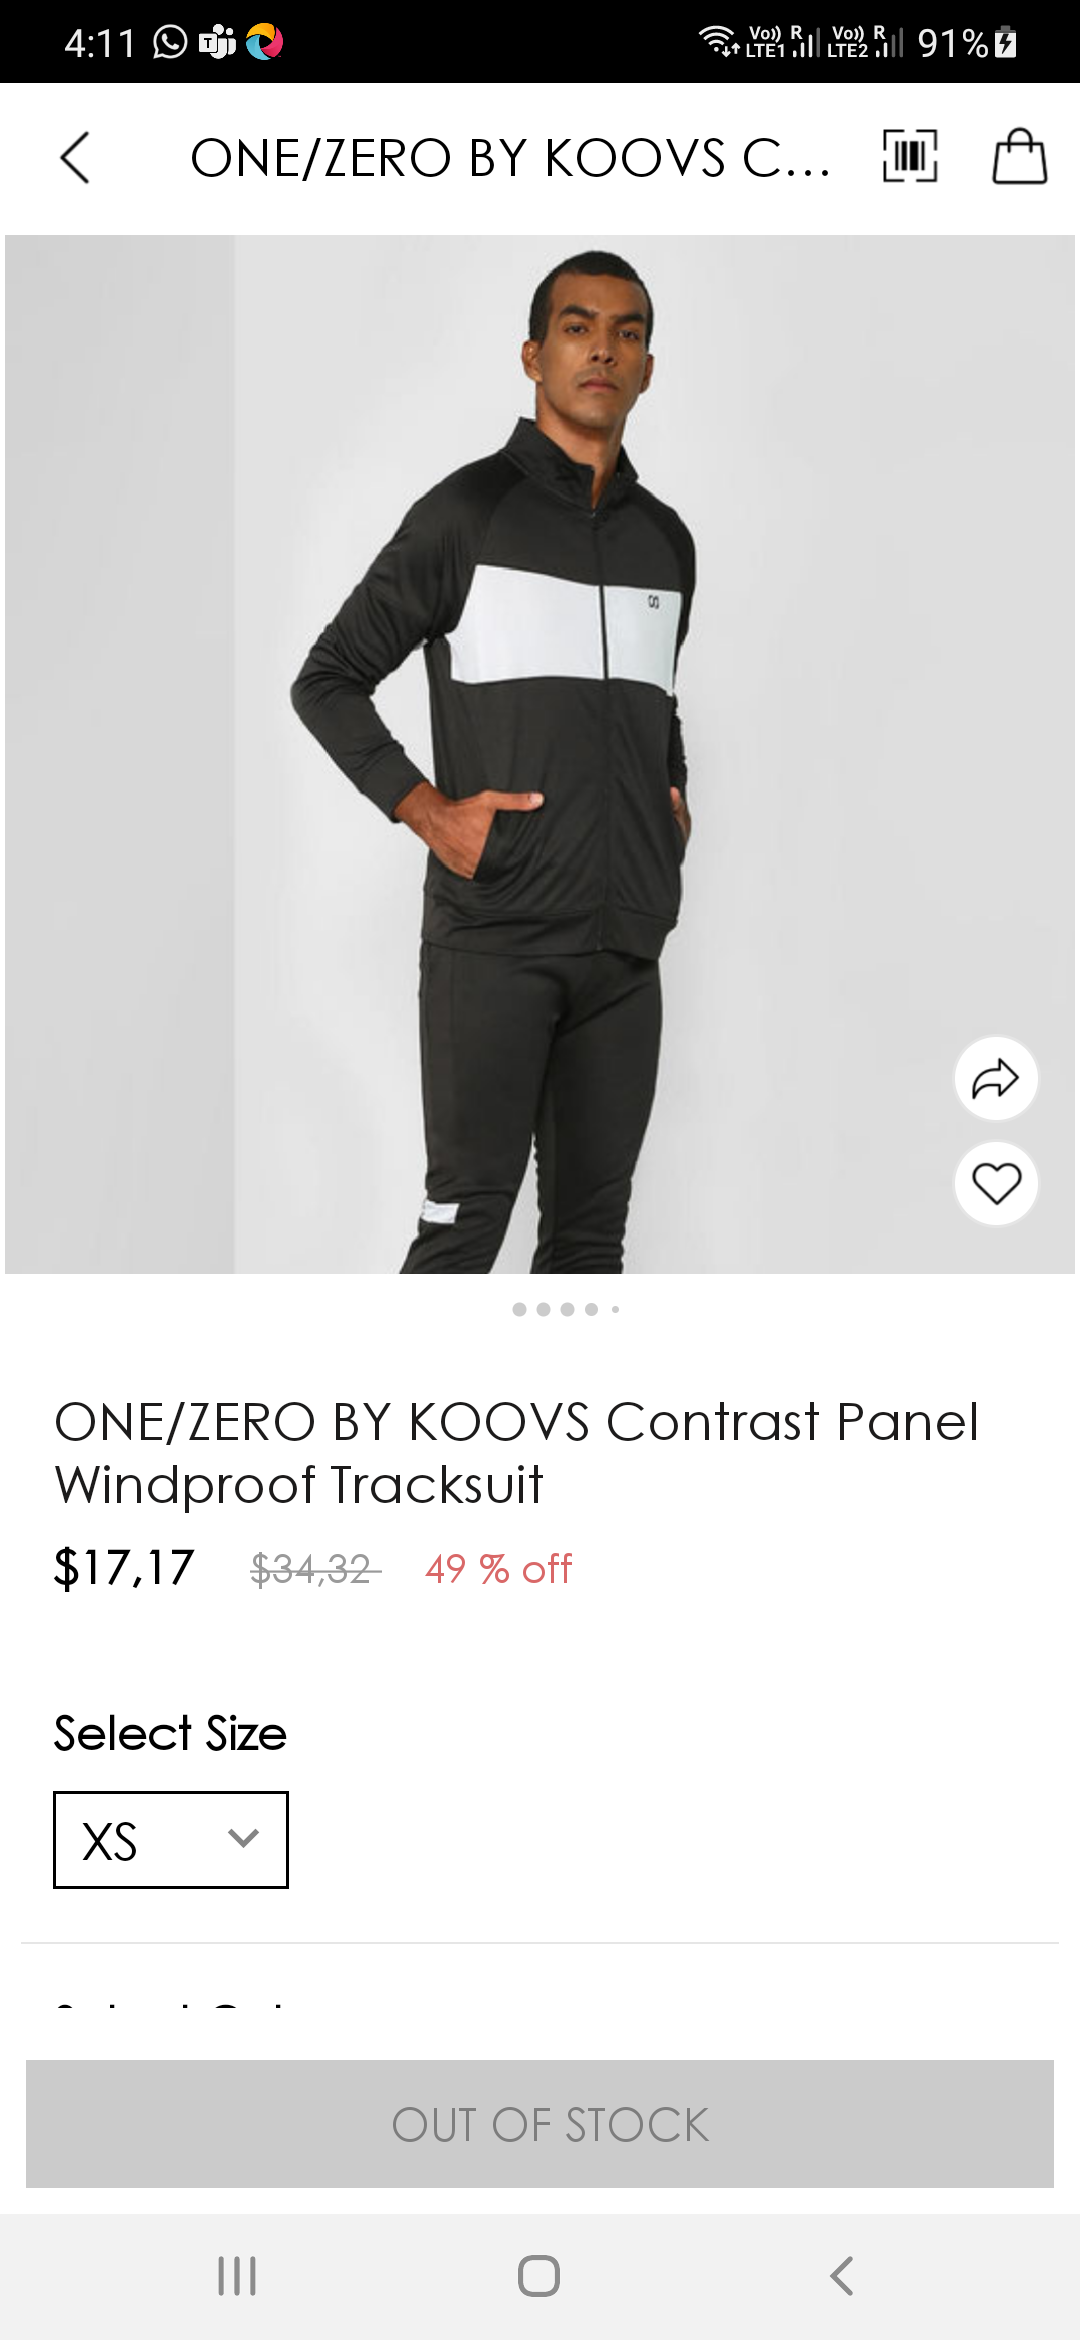 4:11
Vo)) R Vo)) R
LTE1 LTE2
91%
ONE/ZERO BY KOOVS C...
ONE/ZERO BY KOOVS Contrast Panel
Windproof Tracksuit
$17,17 $34,32 49 % off
Select Size
XS
OUT OF STOCK